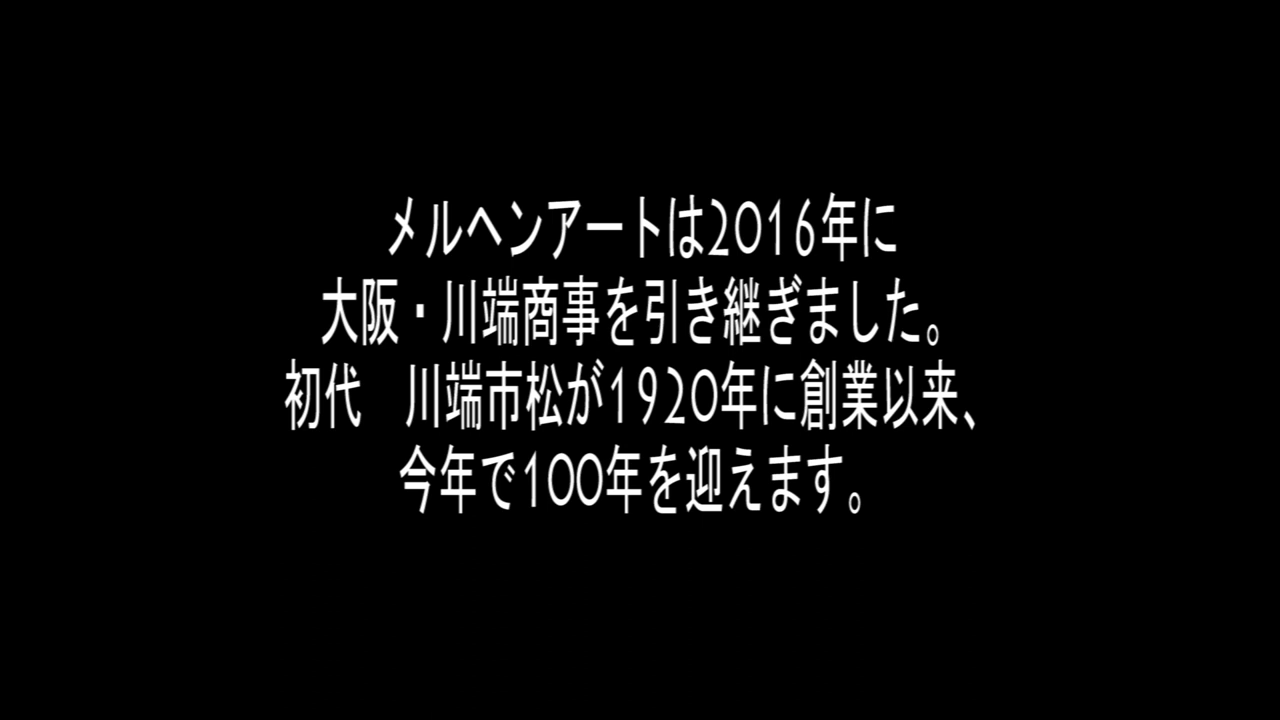 メルヘンアートは2016年に
大阪・川端商事を引き継ぎました。
初代　川端市松が1920年に創業以来、
今年で100年を迎えます。